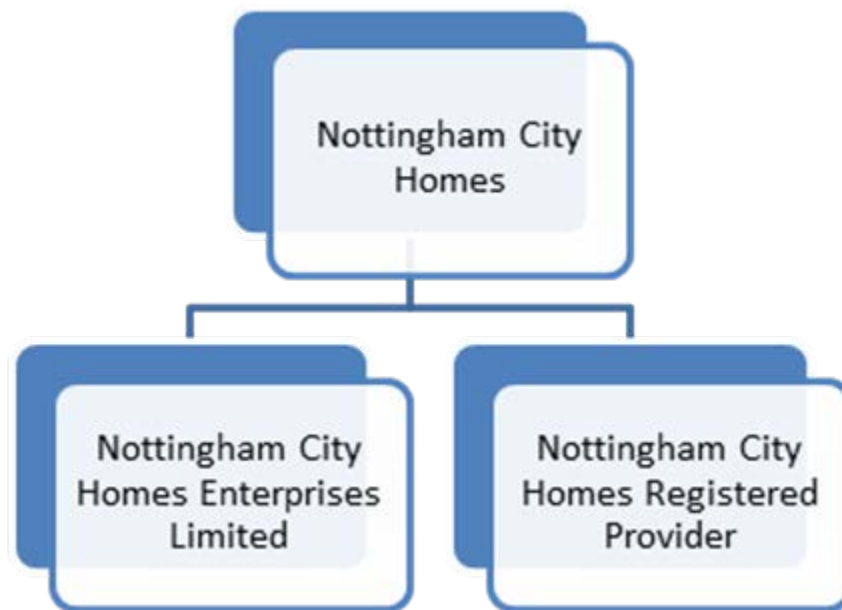 Nottingham City
Homes
Nottingham City
Homes Enterprises
Limited
Nottingham City
Homes Registered
Provider